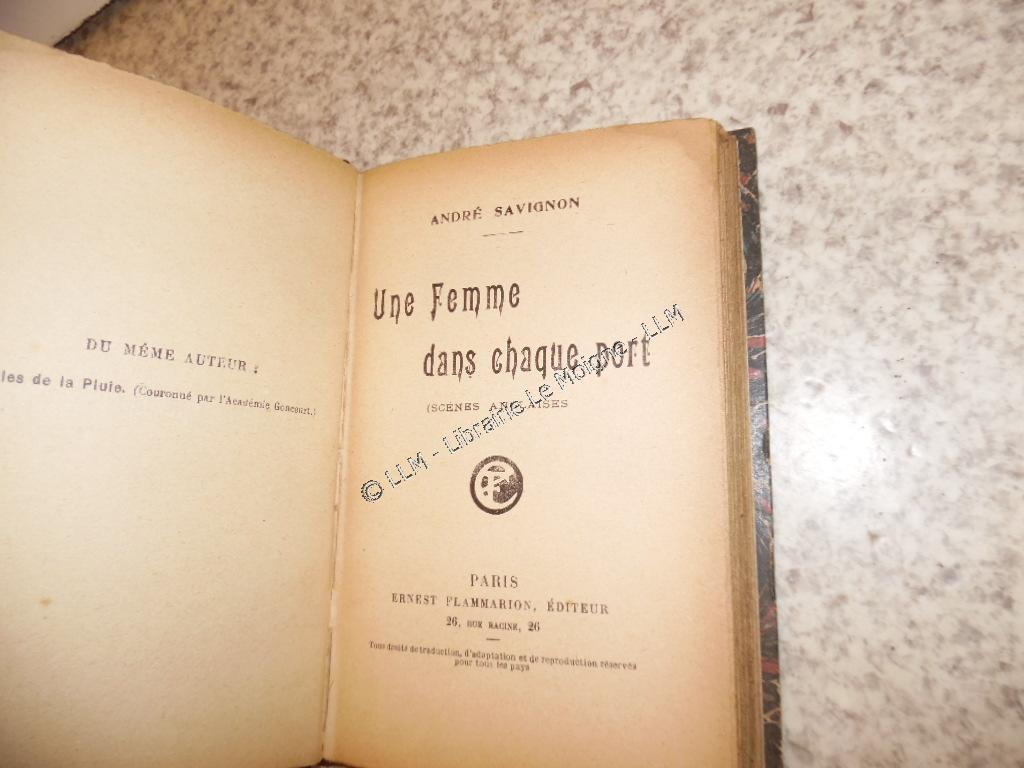 DU MÊME AUTEUR :
les de la Pluie. (Couronné par l'Académie Goncourt.)
ANDRÉ SAVIGNON
Une Femme
dans chaque port
(SCÈNES ANGLAISES
PARIS
ERNEST FLAMMARION, ÉDITEUR
26, RUE RACINE, 26
Tous droits de traduction, d'adaptation et de reproduction réservés
pour tous les pays
© LLM - Librairie Le Moigne - LLM